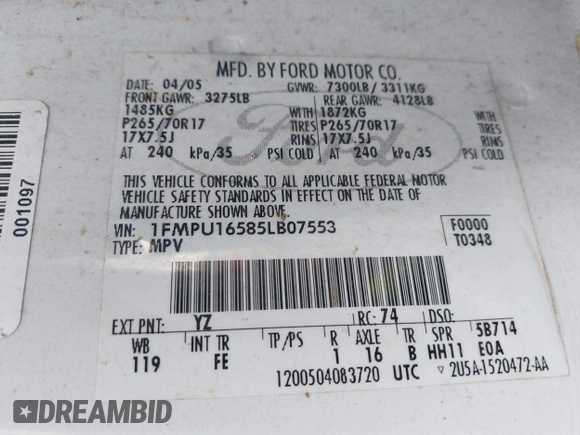 MFD. BY FORD MOTOR CO.
DATE: 04/05 GVWR: 7300LB/ 3311KG
FRONT GAWR: 3275LB REAR GAWR: 4128LB
1485KG WITH 1872KG WITH
P265/70R17 TIRES P265/70R17 TIRES
17X7.5J RIMS 17X7.5J RIMS
AT 240 kPa/35 PSI COLD AT 240 kPa/35 PSI COLD
Ford
THIS VEHICLE CONFORMS TO ALL APPLICABLE FEDERAL MOTOR
VEHICLE SAFETY STANDARDS IN EFFECT ON THE DATE OF
MANUFACTURE SHOWN ABOVE.
VIN: 1FMPU16585LB07553 F0000
TYPE: MPV T0348
EXT PNT: YZ RC: 74 DSO:
WB INT TR TP/PS R AXLE TR SPR 5B714
119 FE 1 16 B HH11 E0A
1200504083720 UTC ▽ 2U5A-1520472-AA
001097
DREAMBID